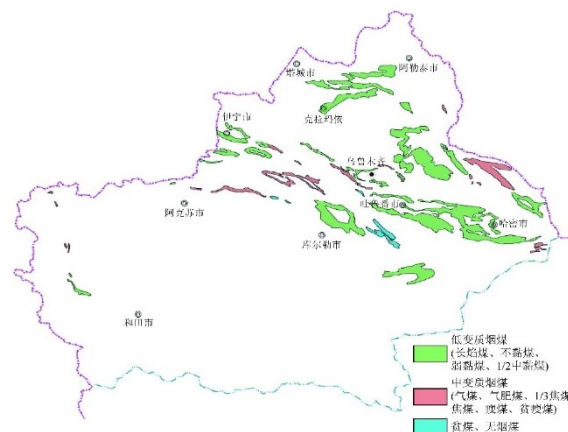 阿勒泰市
塔城市
克拉玛依
伊宁市
乌鲁木齐
吐鲁番市
阿克苏市
哈密市
库尔勒市
和田市
低变质烟煤
(长焰煤、不黏煤、
弱黏煤、1/2中黏煤)
中变质烟煤
(气煤、气肥煤、1/3焦煤
焦煤、瘦煤、贫瘦煤)
贫煤、无烟煤